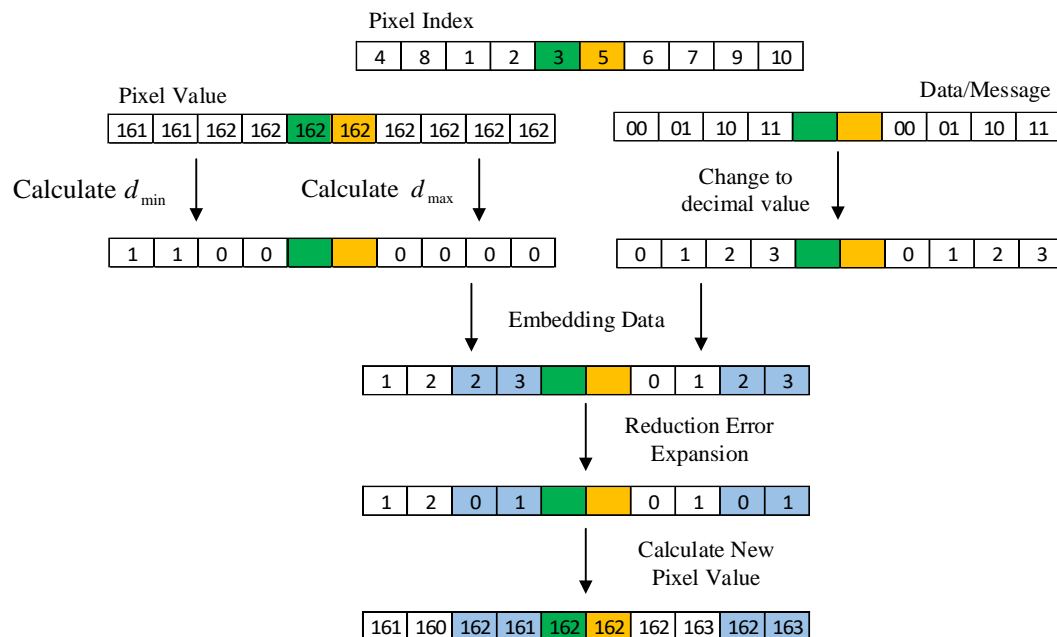 Pixel Index
4 8 1 2 3 5 6 7 9 10
Pixel Value
161 161 162 162 162 162 162 162 162 162
Data/Message
00 01 10 11 00 01 10 11
Calculate d min
Calculate d max
Change to
decimal value
1 1 0 0 0 0 0 0
0 1 2 3 0 1 2 3
Embedding Data
1 2 2 3 0 1 2 3
Reduction Error
Expansion
1 2 0 1 0 1 0 1
Calculate New
Pixel Value
161 160 162 161 162 162 162 163 162 163